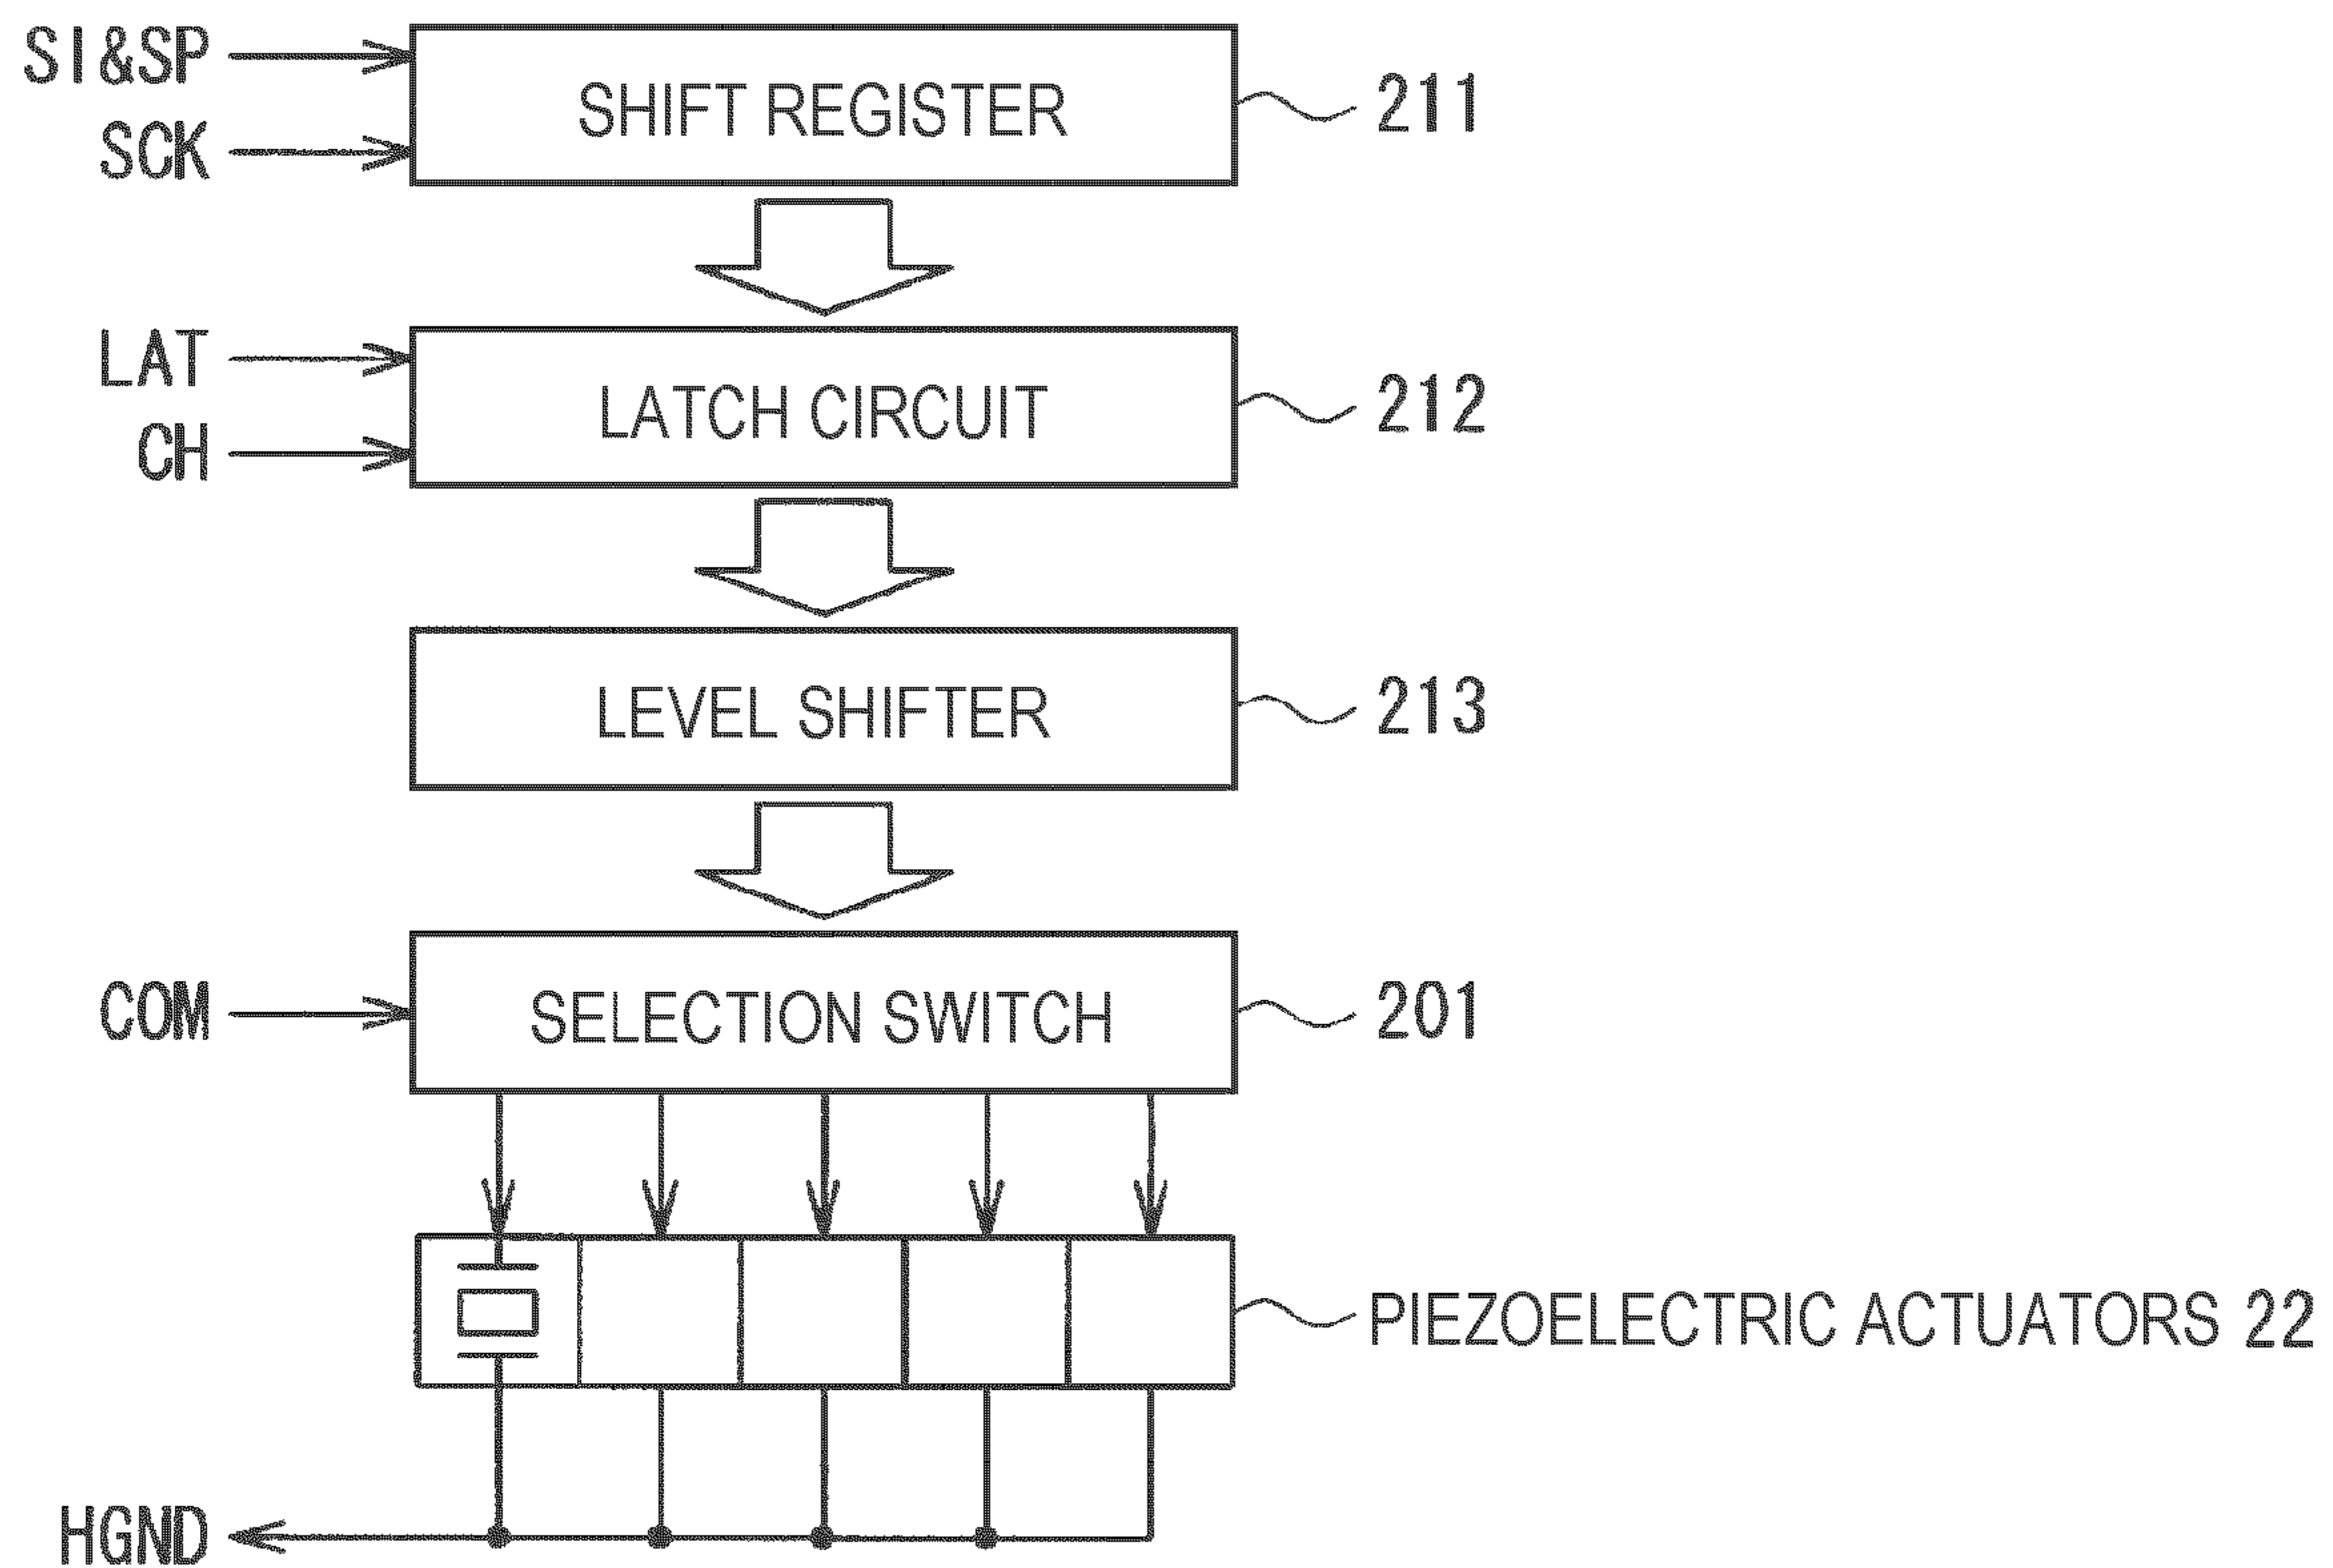 SI&SP
SHIFT REGISTER
211
SCK
LAT
LATCH CIRCUIT
212
CH
LEVEL SHIFTER
213
COM
SELECTION SWITCH
201
PIEZOELECTRIC ACTUATORS 22
HGND